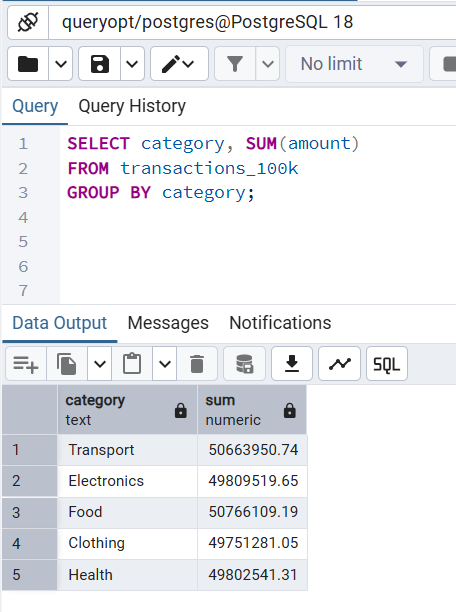 queryopt/postgres@PostgreSQL 18
No limit
Query Query History
1 SELECT category, SUM(amount)
2 FROM transactions_100k
3 GROUP BY category;
4
5
6
7
Data Output Messages Notifications
SQL
category sum
text numeric
1 Transport 50663950.74
2 Electronics 49809519.65
3 Food 50766109.19
4 Clothing 49751281.05
5 Health 49802541.31